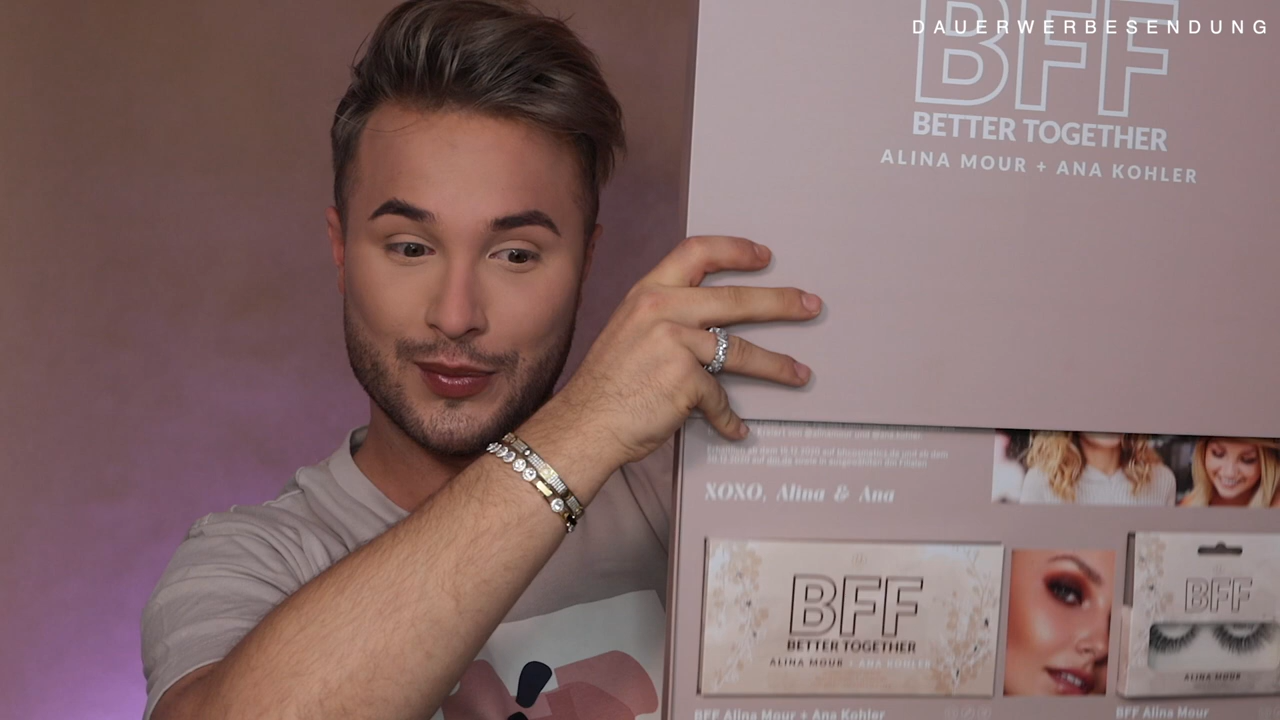 DAUERWERBESENDUNG
BFF
BETTER TOGETHER
ALINA MOUR + ANA KOHLER
XOXO, Alina & Ana
BFF
BETTER TOGETHER
ALINA MOUR + ANA KOHLER
BFF
ALINA MOUR
BFF Alina Mour + Ana Kohler
BFF Alina Mour